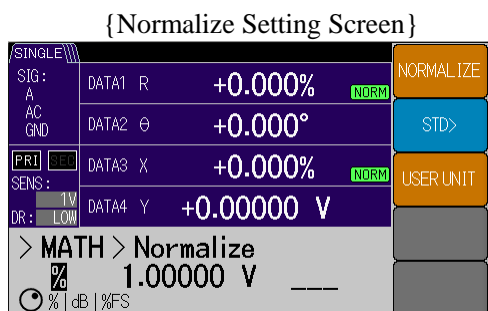 {Normalize Setting Screen}
SINGLE
SIG:
A
AC
GND
DATA1 R +0.000% NORM
DATA2 θ +0.000°
PRI SEC
SENS:
1V
DR: LOW
DATA3 X +0.000% NORM
DATA4 Y +0.00000 V
NORMALIZE
STD>
USER UNIT
> MATH > Normalize
% 1.00000 V ___
% | dB | %FS